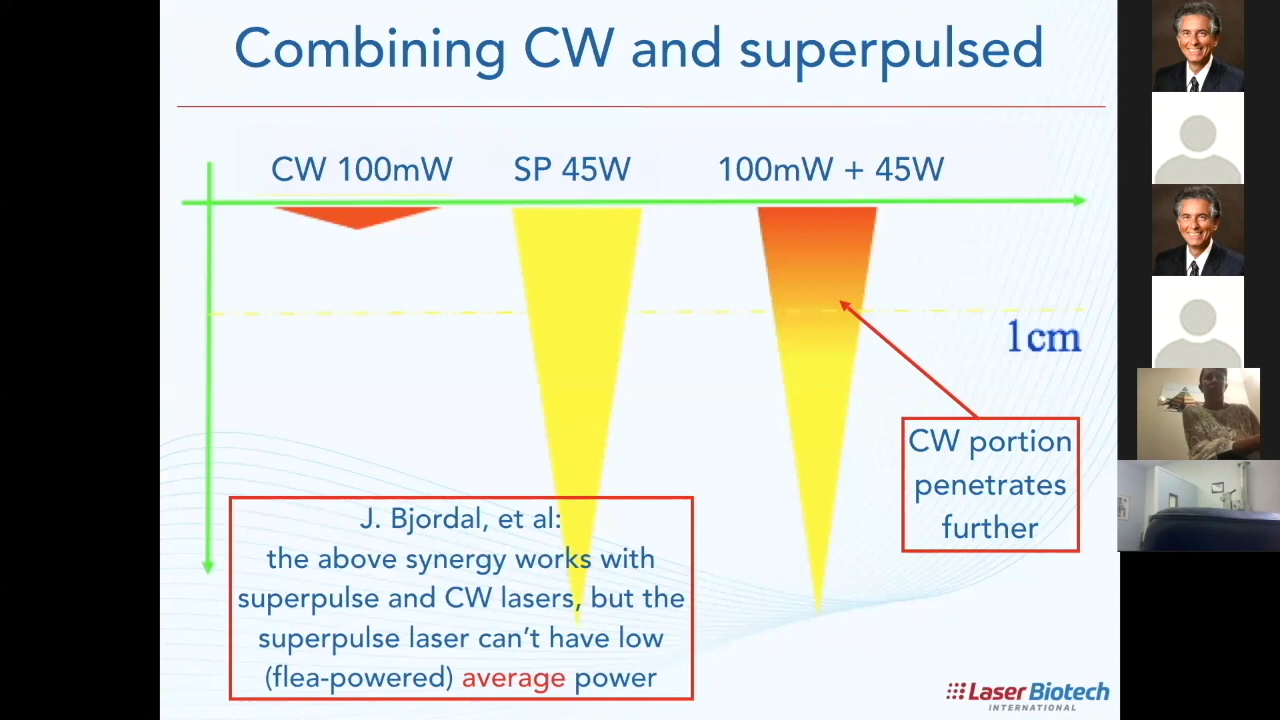 Combining CW and superpulsed
CW 100mW
SP 45W
100mW + 45W
1cm
CW portion
penetrates
further
J. Bjordal, et al:
the above synergy works with
superpulse and CW lasers, but the
superpulse laser can't have low
(flea-powered) average power
Laser Biotech
INTERNATIONAL